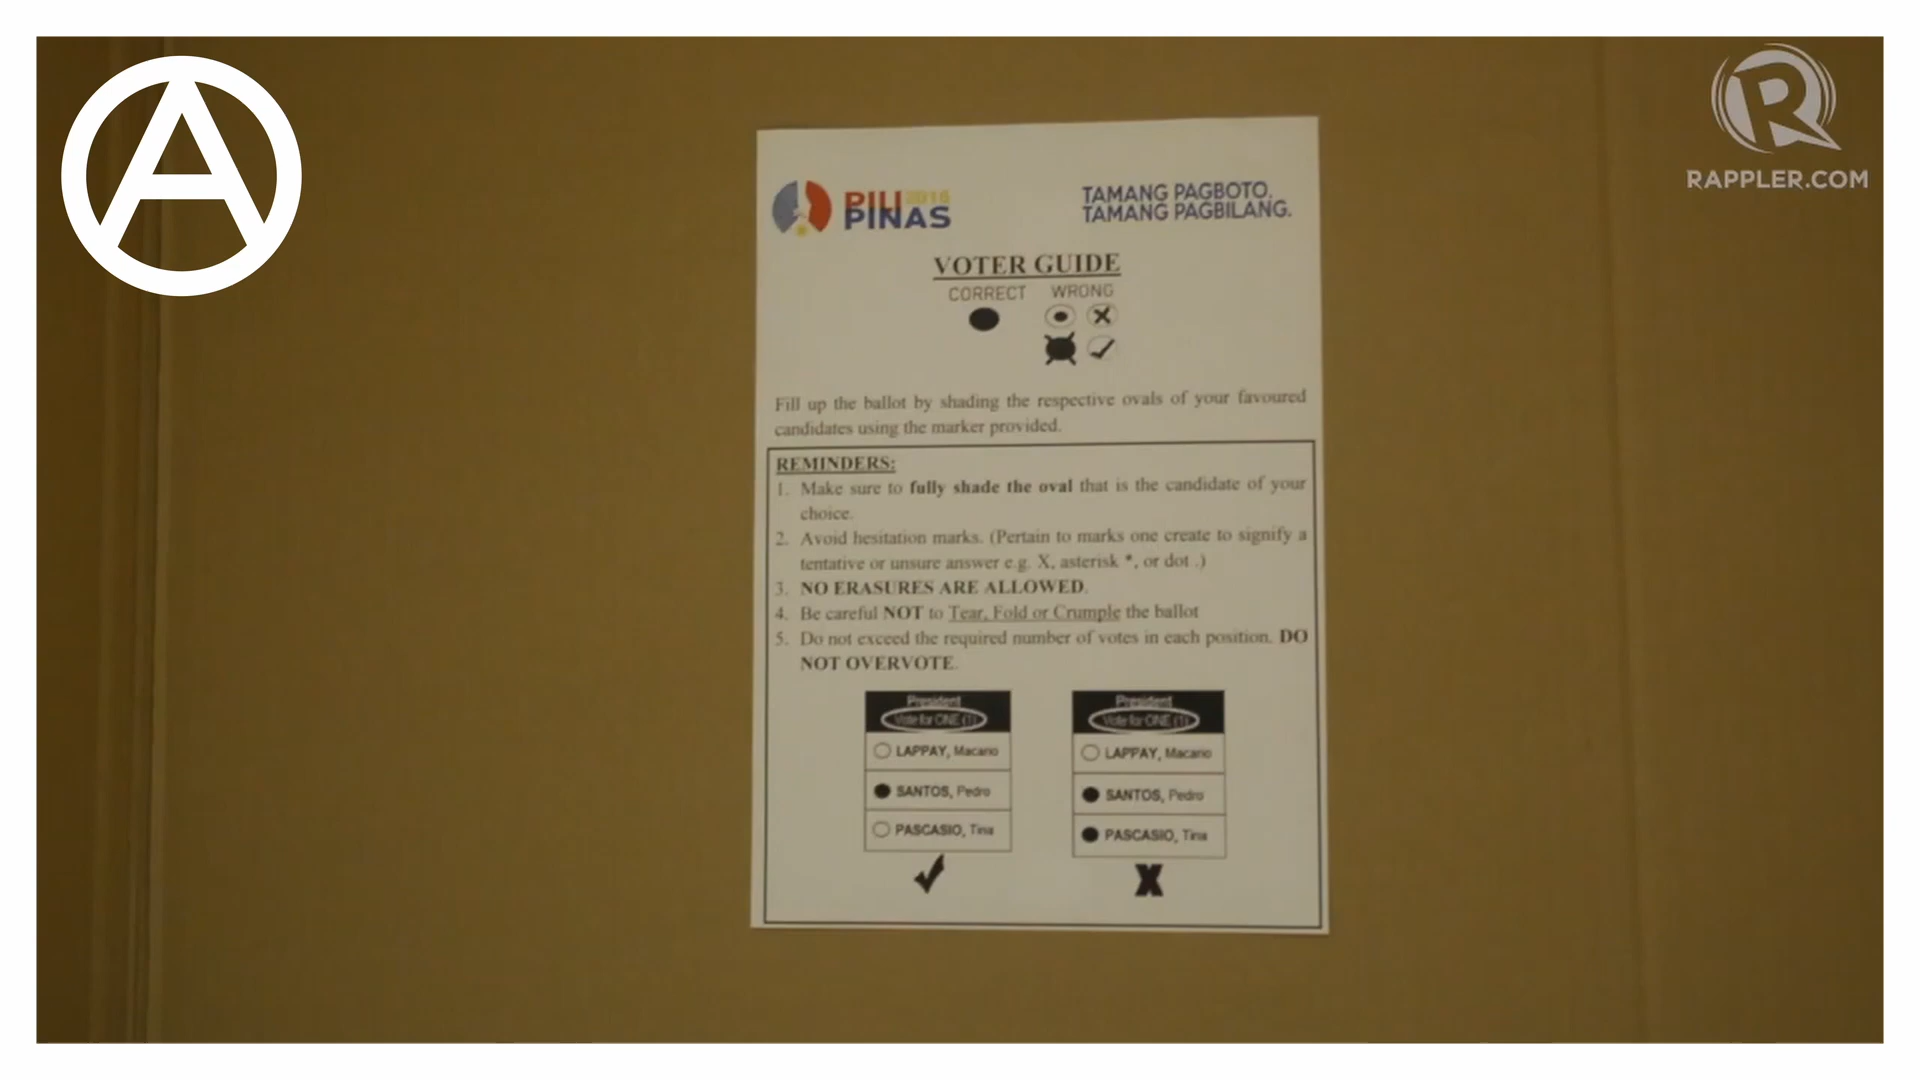 RAPPLER.COM
PILI 2016
PINAS
TAMANG PAGBOTO.
TAMANG PAGBILANG.
VOTER GUIDE
CORRECT WRONG
Fill up the ballot by shading the respective ovals of your favoured
candidates using the marker provided.
REMINDERS:
1. Make sure to fully shade the oval that is the candidate of your
choice.
2. Avoid hesitation marks. (Pertain to marks one create to signify a
tentative or unsure answer e.g. X, asterisk *, or dot .)
3. NO ERASURES ARE ALLOWED.
4. Be careful NOT to Tear, Fold or Crumple the ballot
5. Do not exceed the required number of votes in each position. DO
NOT OVERVOTE.
President
Vote for ONE (1)
LAPPAY, Macario
SANTOS, Pedro
PASCASIO, Tina
President
Vote for ONE (1)
LAPPAY, Macario
SANTOS, Pedro
PASCASIO, Tina